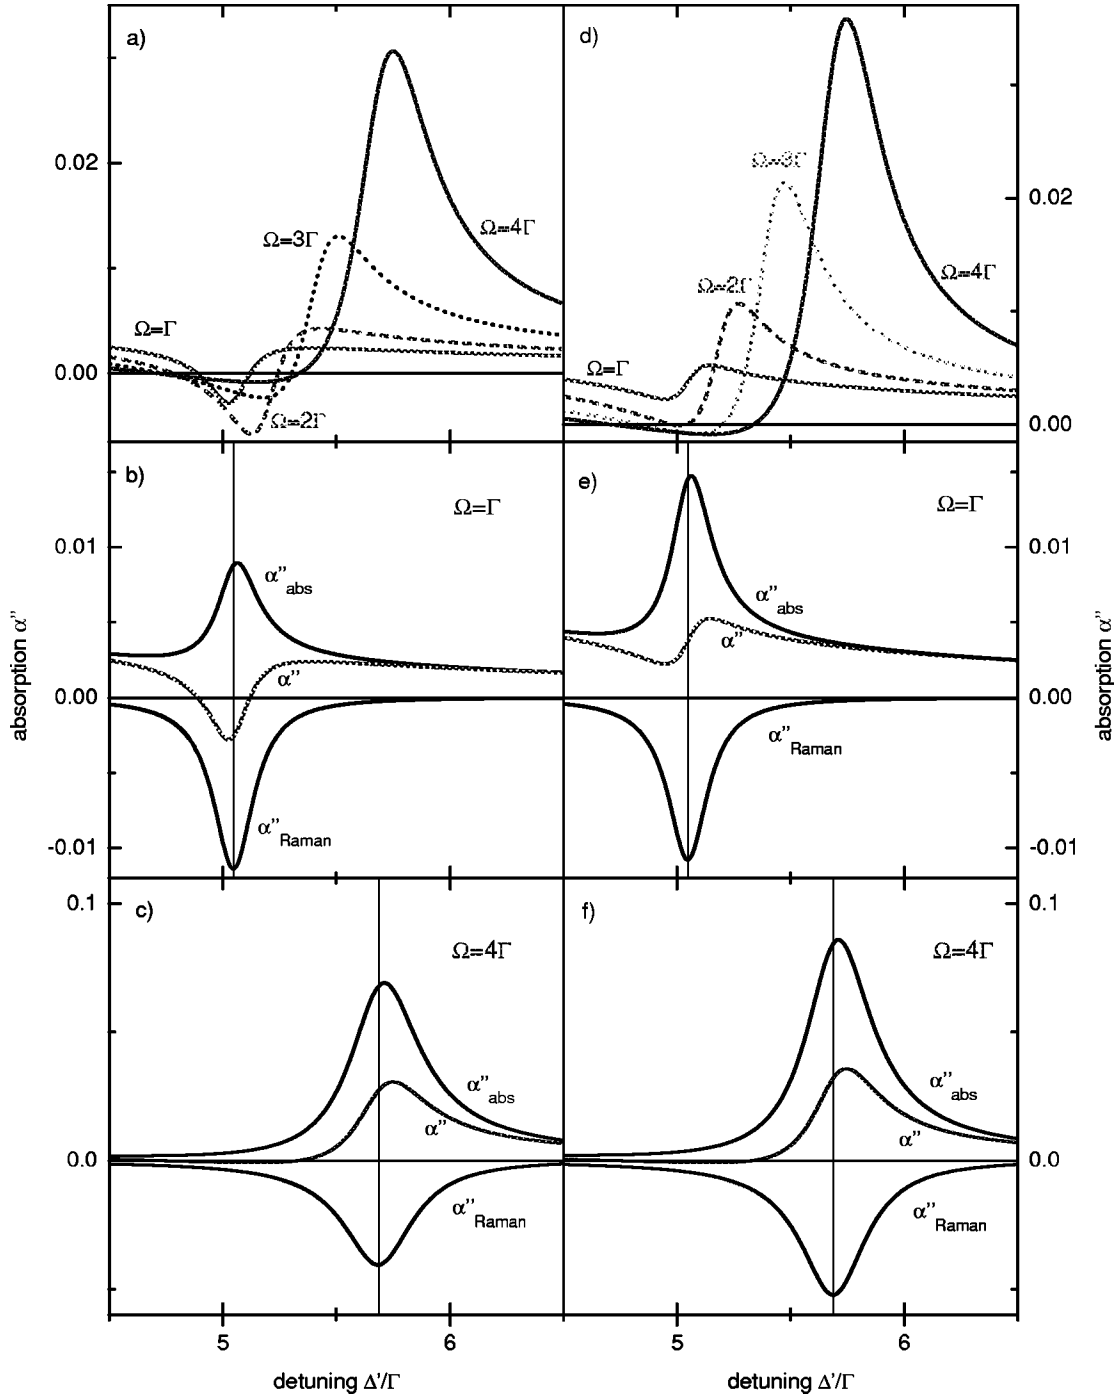 a)
0.02
Ω=3Γ
Ω=4Γ
Ω=Γ
0.00
Ω=2Γ
d)
Ω=3Γ
0.02
Ω=2Γ
Ω=4Γ
Ω=Γ
0.00
b)
Ω=Γ
0.01
α''abs
α''
0.00
α''Raman
-0.01
absorption α''
e)
Ω=Γ
0.01
α''abs
α''
0.00
α''Raman
-0.01
absorption α''
c)
0.1
Ω=4Γ
α''abs
α''
0.0
α''Raman
5
6
detuning Δ'/Γ
f)
0.1
Ω=4Γ
α''abs
α''
0.0
α''Raman
5
6
detuning Δ'/Γ